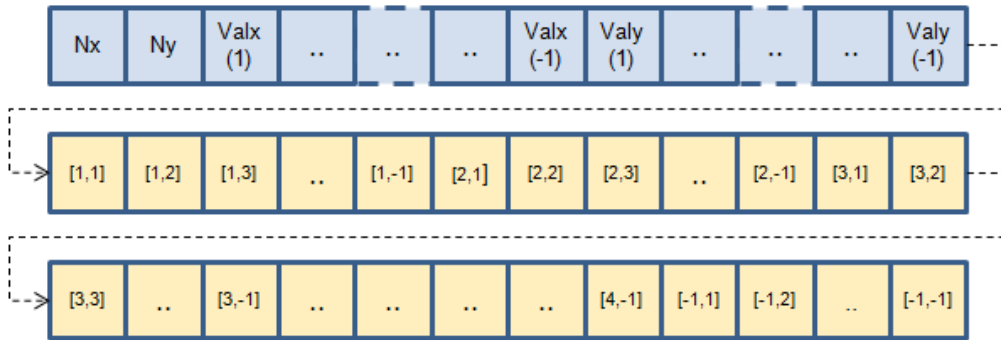 Nx Ny Valx (1) .. .. .. Valx (-1) Valy (1) .. .. .. Valy (-1)
[1,1] [1,2] [1,3] .. [1,-1] [2,1] [2,2] [2,3] .. [2,-1] [3,1] [3,2]
[3,3] .. [3,-1] .. .. .. .. [4,-1] [-1,1] [-1,2] .. [-1,-1]